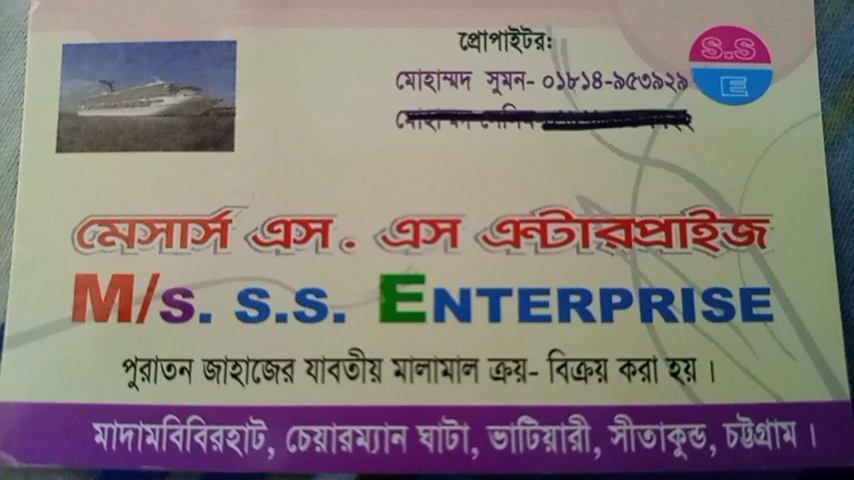 প্রোপাইটর:
মোহাম্মদ সুমন- ০১৮১৪-৯৫৩৯২৯
S.S
E
মেসার্স এস. এস এন্টারপ্রাইজ
M/s. S.S. ENTERPRISE
পুরাতন জাহাজের যাবতীয় মালামাল ক্রয়- বিক্রয় করা হয়।
মাদামবিবিরহাট, চেয়ারম্যান ঘাটা, ভাটিয়ারী, সীতাকুন্ড, চট্টগ্রাম।